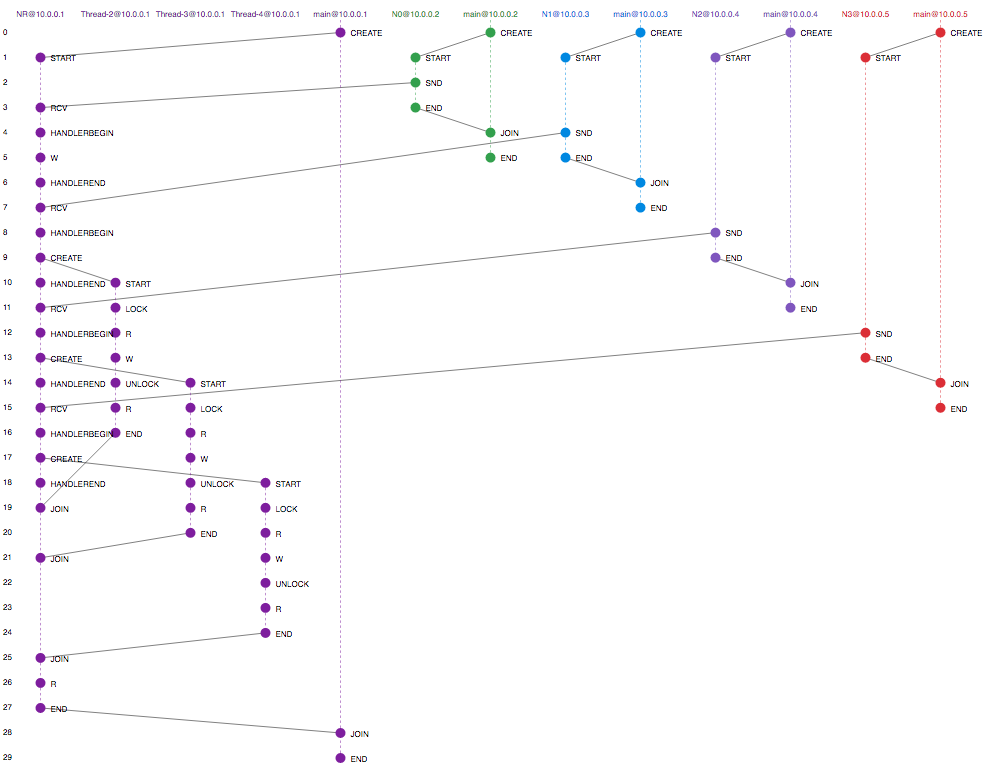 NR@10.0.0.1 Thread-2@10.0.0.1 Thread-3@10.0.0.1 Thread-4@10.0.0.1 main@10.0.0.1 N0@10.0.0.2 main@10.0.0.2 N1@10.0.0.3 main@10.0.0.3 N2@10.0.0.4 main@10.0.0.4 N3@10.0.0.5 main@10.0.0.5
0 CREATE CREATE CREATE CREATE CREATE
1 START START START START START
2 SND
3 RCV END
4 HANDLERBEGIN JOIN SND
5 W END END
6 HANDLEREND JOIN
7 RCV END
8 HANDLERBEGIN SND
9 CREATE END
10 HANDLEREND START JOIN
11 RCV LOCK END
12 HANDLERBEGIN R SND
13 CREATE W END
14 HANDLEREND UNLOCK START JOIN
15 RCV R LOCK END
16 HANDLERBEGIN END R
17 CREATE W
18 HANDLEREND UNLOCK START
19 JOIN R LOCK
20 END R
21 JOIN W
22 UNLOCK
23 R
24 END
25 JOIN
26 R
27 END
28 JOIN
29 END